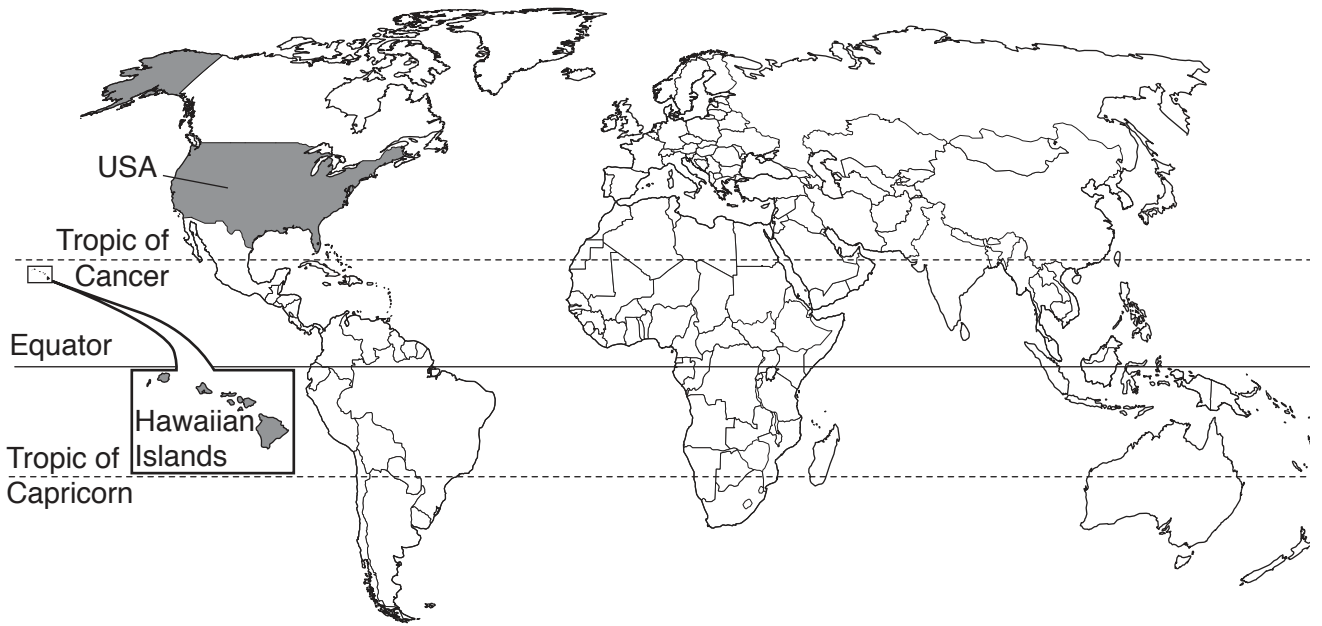 USA
Tropic of
Cancer
Equator
Hawaiian
Islands
Tropic of
Capricorn